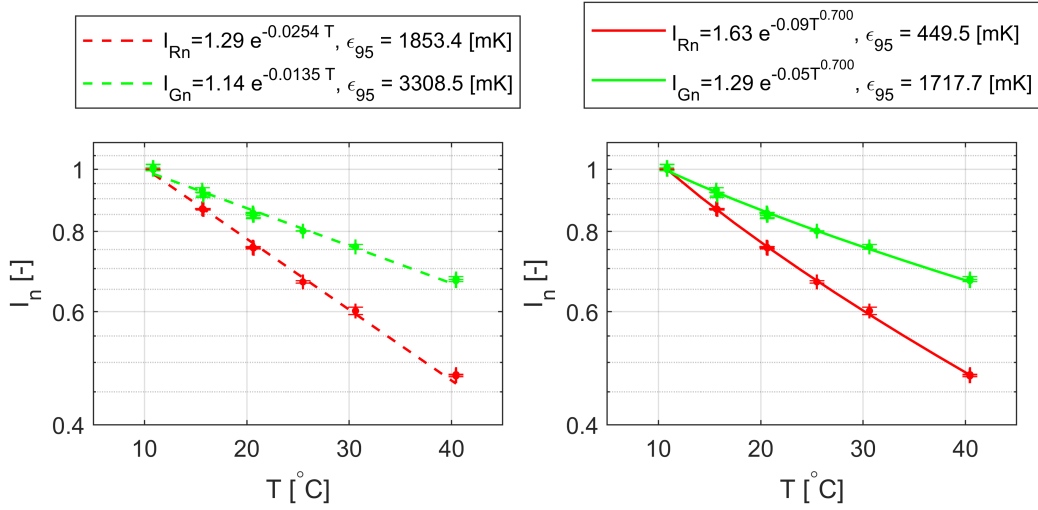 I_Rn=1.29 e^-0.0254 T, ϵ_95 = 1853.4 [mK]
I_Gn=1.14 e^-0.0135 T, ϵ_95 = 3308.5 [mK]
I_Rn=1.63 e^-0.09T^0.700, ϵ_95 = 449.5 [mK]
I_Gn=1.29 e^-0.05T^0.700, ϵ_95 = 1717.7 [mK]
1
0.8
0.6
0.4
I_n [-]
10 20 30 40
T [°C]
1
0.8
0.6
0.4
I_n [-]
10 20 30 40
T [°C]